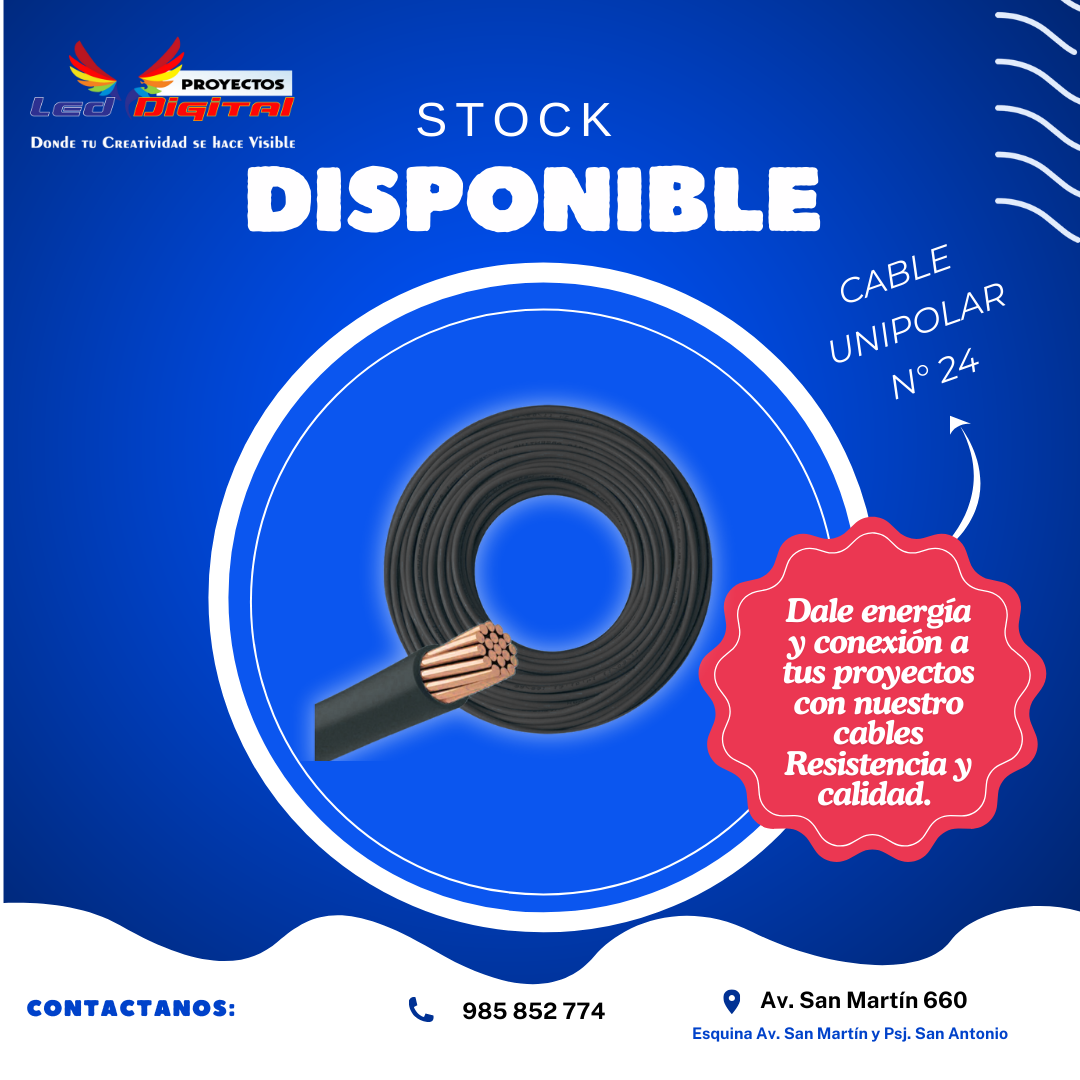 PROYECTOS
Led Digital
Donde tu Creatividad se hace Visible
STOCK
DISPONIBLE
CABLE
UNIPOLAR
N° 24
Dale energía
y conexión a
tus proyectos
con nuestro
cables
Resistencia y
calidad.
CONTACTANOS:
985 852 774
Av. San Martín 660
Esquina Av. San Martín y Psj. San Antonio